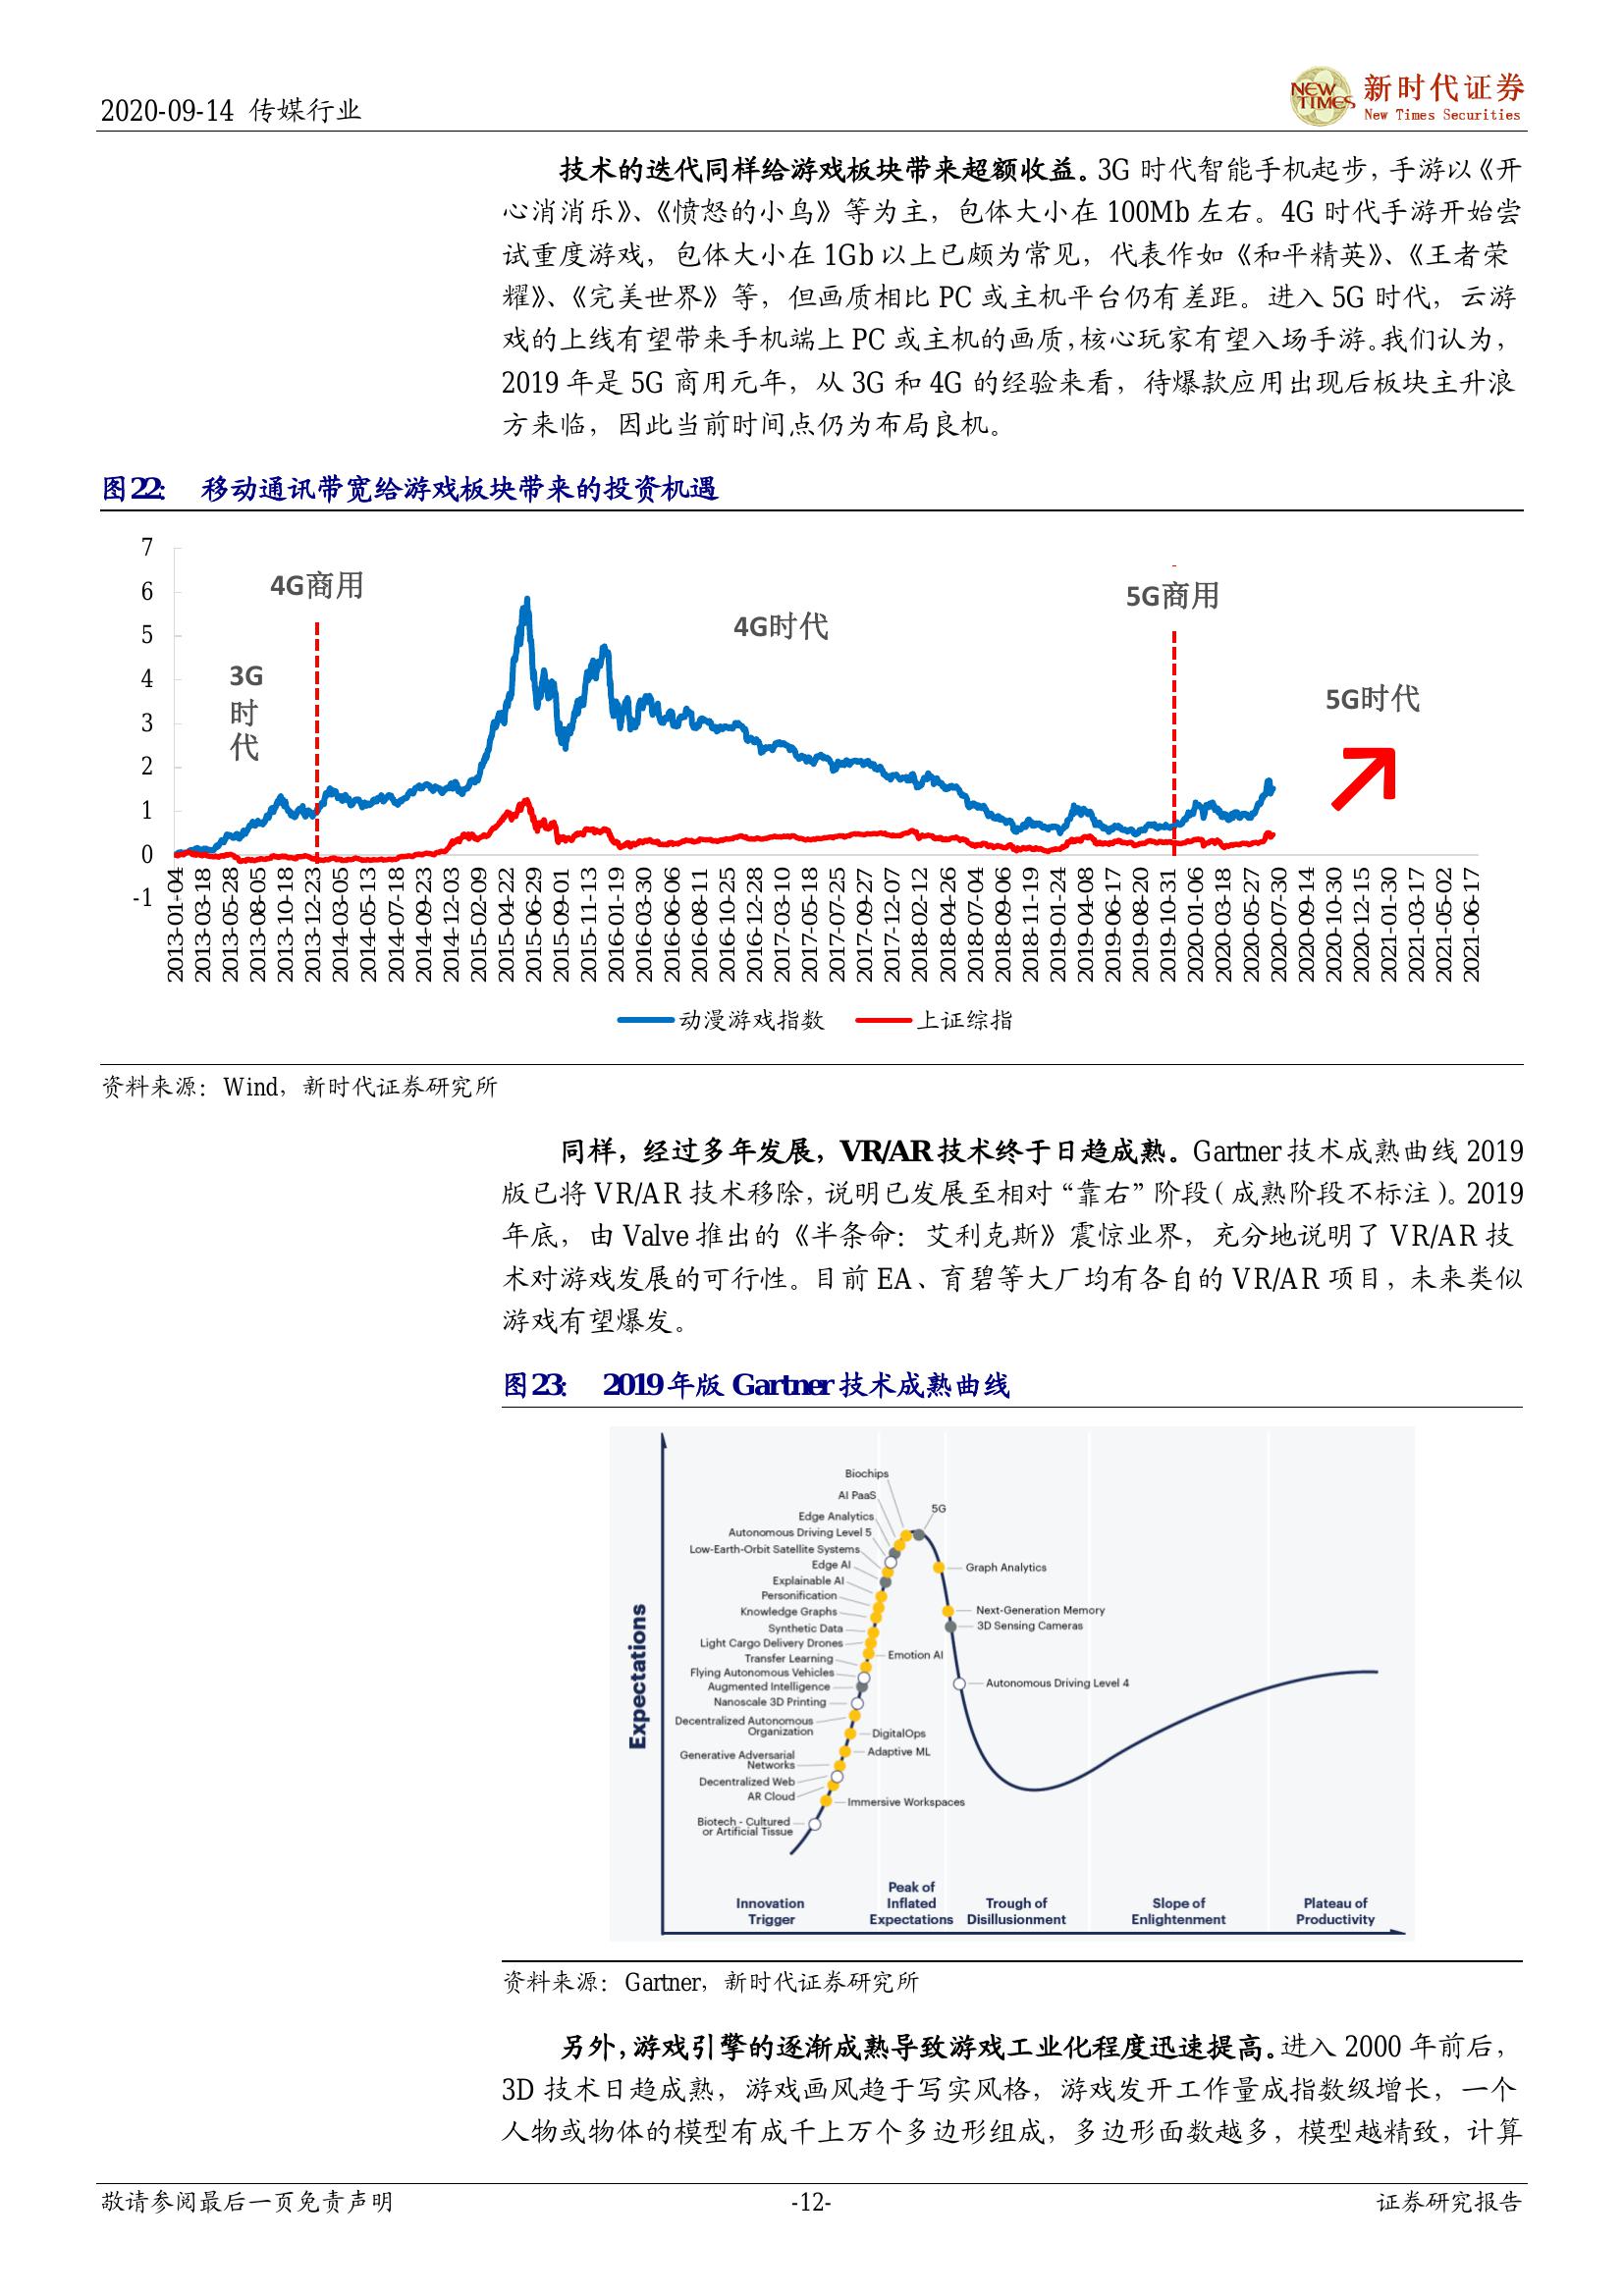 2020-09-14 传媒行业
NEW TIMES
新时代证券
New Times Securities
技术的迭代同样给游戏板块带来超额收益。3G 时代智能手机起步，手游以《开
心消消乐》、《愤怒的小鸟》等为主，包体大小在 100Mb 左右。4G 时代手游开始尝
试重度游戏，包体大小在 1Gb 以上已颇为常见，代表作如《和平精英》、《王者荣
耀》、《完美世界》等，但画质相比 PC 或主机平台仍有差距。进入 5G 时代，云游
戏的上线有望带来手机端上 PC 或主机的画质，核心玩家有望入场手游。我们认为，
2019 年是 5G 商用元年，从 3G 和 4G 的经验来看，待爆款应用出现后板块主升浪
方来临，因此当前时间点仍为布局良机。
图22： 移动通讯带宽给游戏板块带来的投资机遇
7
6
5
4
3
2
1
0
-1
3G
时
代
4G商用
4G时代
5G商用
5G时代
2013-01-04
2013-03-18
2013-05-28
2013-08-05
2013-10-18
2013-12-23
2014-03-05
2014-05-13
2014-07-18
2014-09-23
2014-12-03
2015-02-09
2015-04-22
2015-06-29
2015-09-01
2015-11-13
2016-01-19
2016-03-30
2016-06-06
2016-08-11
2016-10-25
2016-12-28
2017-03-10
2017-05-18
2017-07-25
2017-09-27
2017-12-07
2018-02-12
2018-04-26
2018-07-04
2018-09-06
2018-11-19
2019-01-24
2019-04-08
2019-06-17
2019-08-20
2019-10-31
2020-01-06
2020-03-18
2020-05-27
2020-07-30
2020-09-14
2020-10-30
2020-12-15
2021-01-30
2021-03-17
2021-05-02
2021-06-17
动漫游戏指数 上证综指
资料来源：Wind，新时代证券研究所
同样，经过多年发展，VR/AR 技术终于日趋成熟。Gartner 技术成熟曲线 2019
版已将 VR/AR 技术移除，说明已发展至相对“靠右”阶段（成熟阶段不标注）。2019
年底，由 Valve 推出的《半条命：艾利克斯》震惊业界，充分地说明了 VR/AR 技
术对游戏发展的可行性。目前 EA、育碧等大厂均有各自的 VR/AR 项目，未来类似
游戏有望爆发。
图23： 2019 年版 Gartner 技术成熟曲线
Expectations
Biochips
AI PaaS
Edge Analytics
Autonomous Driving Level 5
Low-Earth-Orbit Satellite Systems
Edge AI
Explainable AI
Personification
Knowledge Graphs
Synthetic Data
Light Cargo Delivery Drones
Transfer Learning
Flying Autonomous Vehicles
Augmented Intelligence
Nanoscale 3D Printing
Decentralized Autonomous
Organization
Generative Adversarial
Networks
Decentralized Web
AR Cloud
Biotech - Cultured
or Artificial Tissue
5G
Graph Analytics
Next-Generation Memory
3D Sensing Cameras
Emotion AI
Autonomous Driving Level 4
DigitalOps
Adaptive ML
Immersive Workspaces
Innovation
Trigger
Peak of
Inflated
Expectations
Trough of
Disillusionment
Slope of
Enlightenment
Plateau of
Productivity
资料来源：Gartner，新时代证券研究所
另外，游戏引擎的逐渐成熟导致游戏工业化程度迅速提高。进入 2000 年前后，
3D 技术日趋成熟，游戏画风趋于写实风格，游戏发开工作量成指数级增长，一个
人物或物体的模型有成千上万个多边形组成，多边形面数越多，模型越精致，计算
敬请参阅最后一页免责声明
-12-
证券研究报告